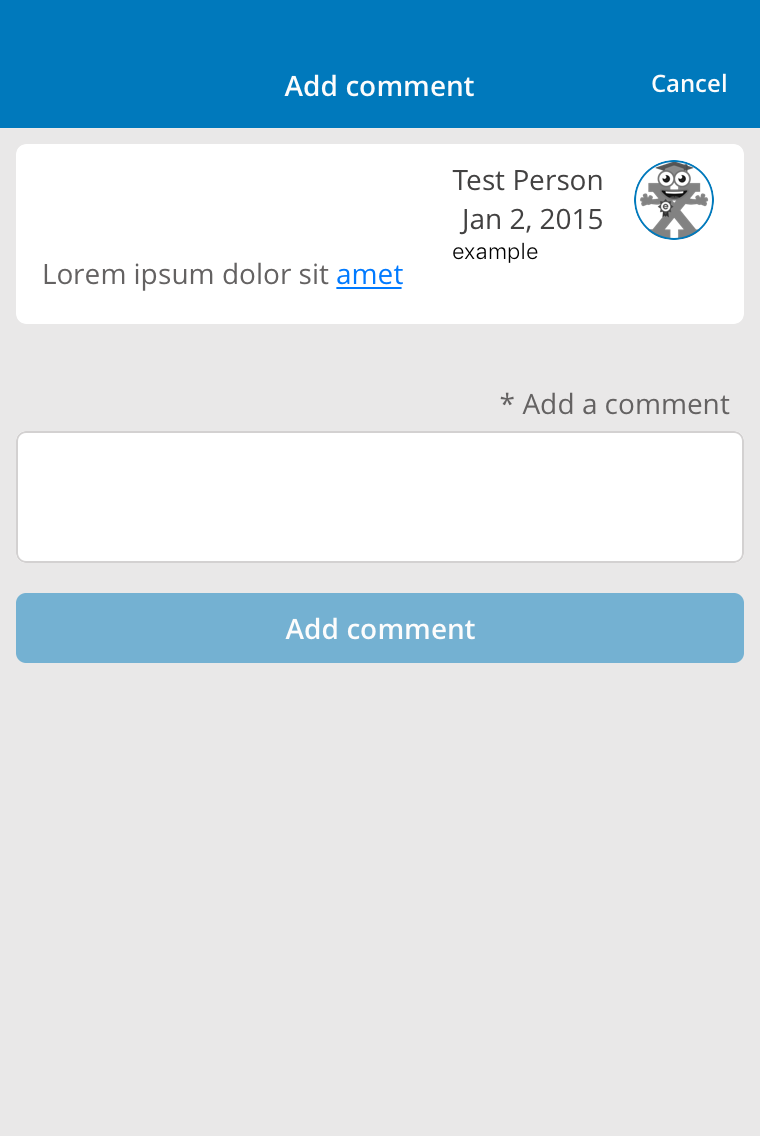 Add comment
Cancel
Test Person
Jan 2, 2015
example
Lorem ipsum dolor sit amet
* Add a comment
Add comment